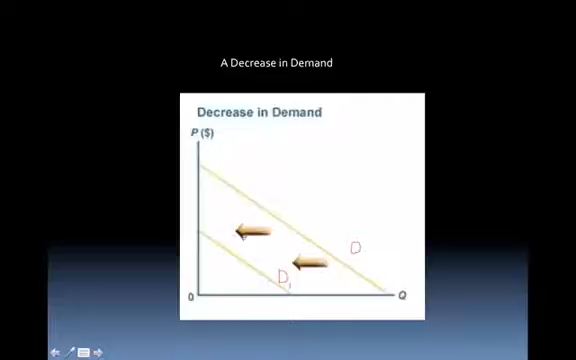 A Decrease in Demand
Decrease in Demand
P ($)
D
D1
0
Q